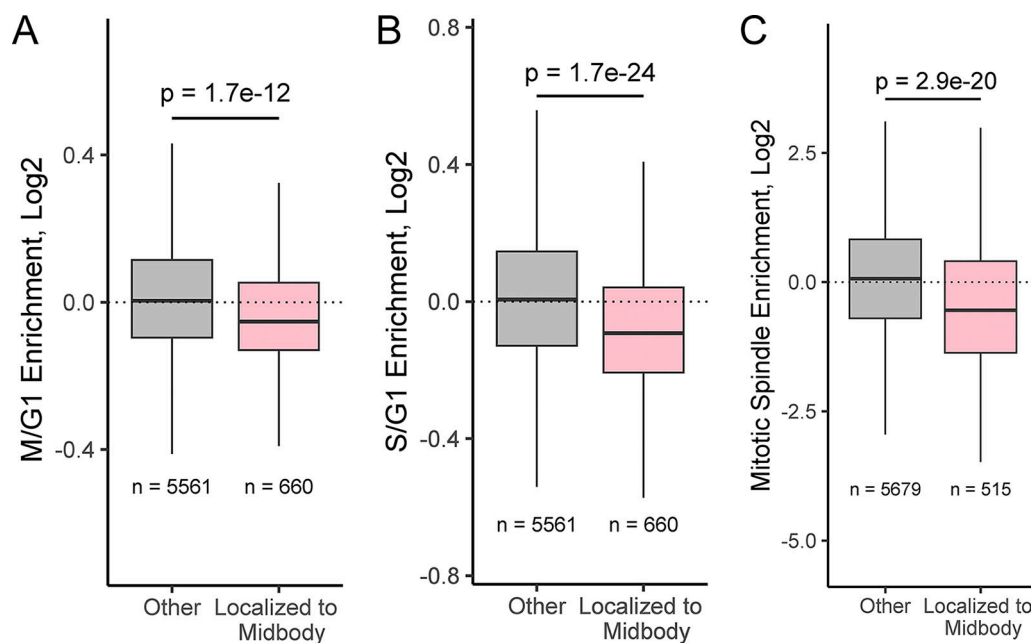 A
p = 1.7e-12
M/G1 Enrichment, Log2
0.4
0.0
-0.4
n = 5561
n = 660
Other
Localized to
Midbody
B
p = 1.7e-24
S/G1 Enrichment, Log2
0.8
0.4
0.0
-0.4
-0.8
n = 5561
n = 660
Other
Localized to
Midbody
C
p = 2.9e-20
Mitotic Spindle Enrichment, Log2
2.5
0.0
-2.5
-5.0
n = 5679
n = 515
Other
Localized to
Midbody